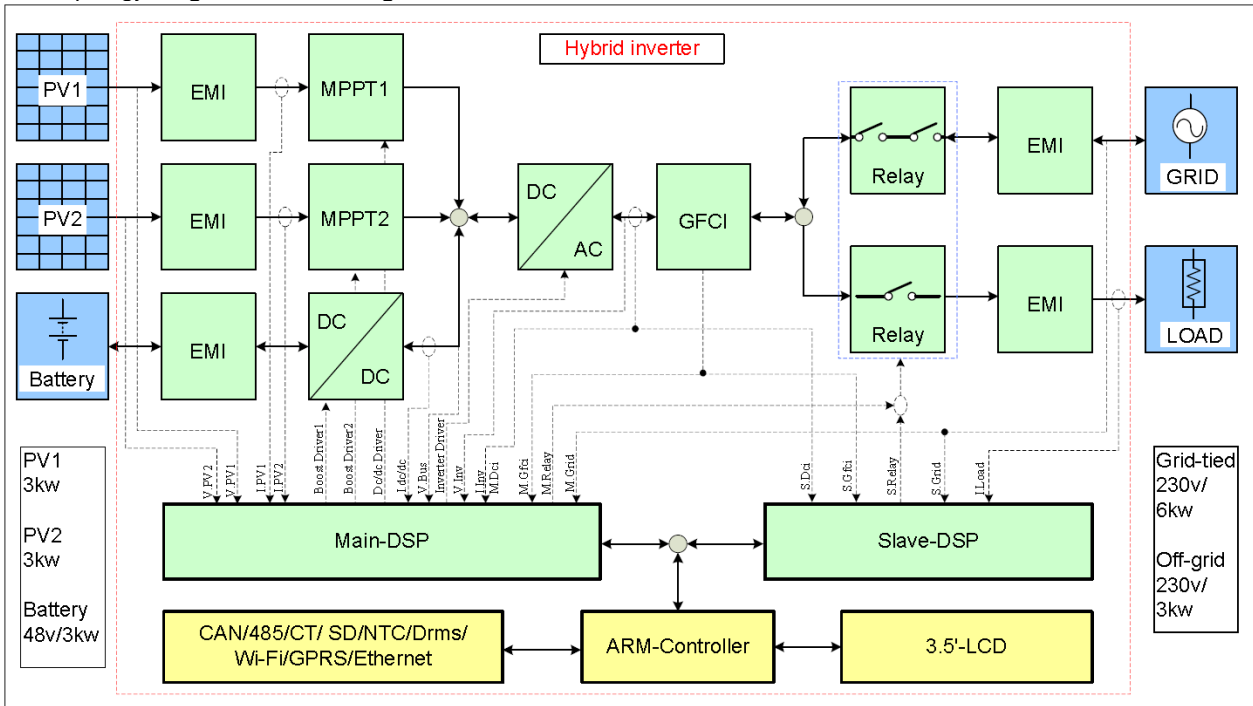 Hybrid inverter
PV1
EMI
MPPT1
Relay
EMI
GRID
PV2
EMI
MPPT2
DC
AC
GFCI
Relay
EMI
LOAD
Battery
EMI
DC
DC
V.PV2
V.PV1
I.PV1
I.PV2
Boost Driver1
Boost Driver2
Dc/dc Driver
I.dc/dc
V.Bus
Inverter Driver
V.Inv
I.Inv
M.Dci
M.Gfci
M.Relay
M.Grid
S.Dci
S.Gfci
S.Relay
S.Grid
I.Load
PV1
3kw
PV2
3kw
Battery
48v/3kw
Main-DSP
Slave-DSP
Grid-tied
230v/
6kw
Off-grid
230v/
3kw
CAN/485/CT/ SD/NTC/Drms/
Wi-Fi/GPRS/Ethernet
ARM-Controller
3.5'-LCD